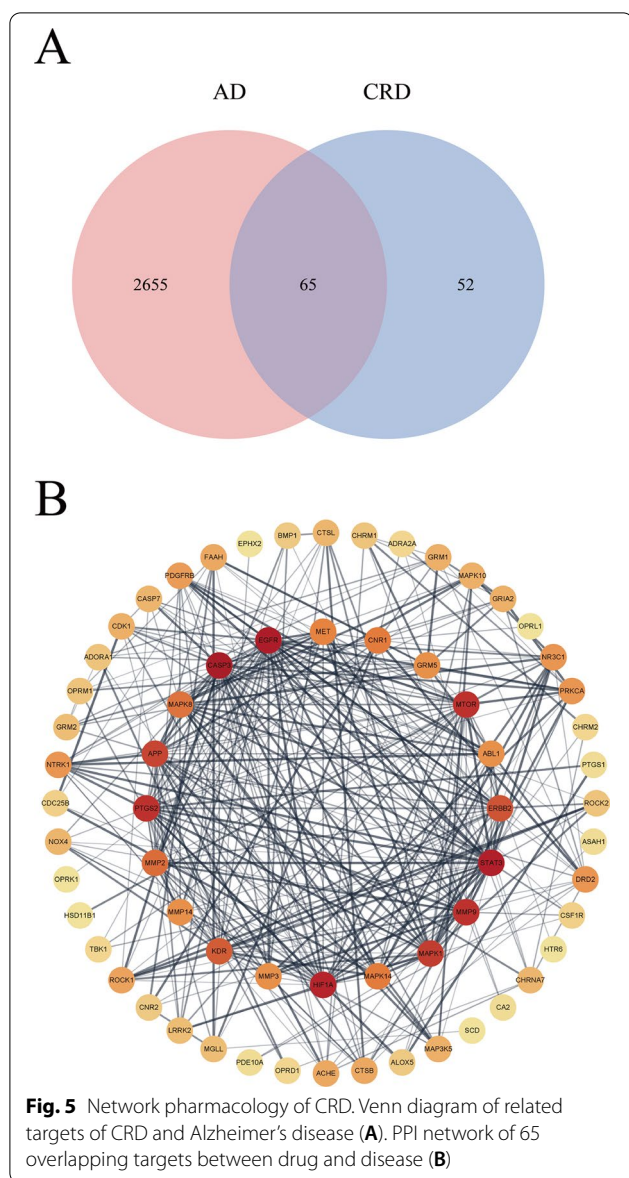 A
AD
CRD
2655
65
52
B
EPHX2
BMP1
CTSL
CHRM1
ADRA2A
FAAH
GRM1
PDGFRB
MAPK10
CASP7
GRIA2
CDK1
EGFR
MET
CNR1
OPRL1
ADORA1
CASP3
GRM5
NR3C1
OPRM1
MAPK8
MTOR
PRKCA
GRM2
APP
ABL1
CHRM2
NTRK1
PTGS1
CDC25B
PTGS2
ERBB2
ROCK2
NOX4
MMP2
STAT3
ASAH1
OPRK1
DRD2
HSD11B1
MMP14
MMP9
CSF1R
TBK1
KDR
MAPK1
HTR6
ROCK1
MMP3
HIF1A
MAPK14
CHRNA7
CNR2
CA2
LRRK2
SCD
MGLL
MAP3K5
PDE10A
OPRD1
ACHE
CTSB
ALOX5
Fig. 5 Network pharmacology of CRD. Venn diagram of related
targets of CRD and Alzheimer's disease (A). PPI network of 65
overlapping targets between drug and disease (B)